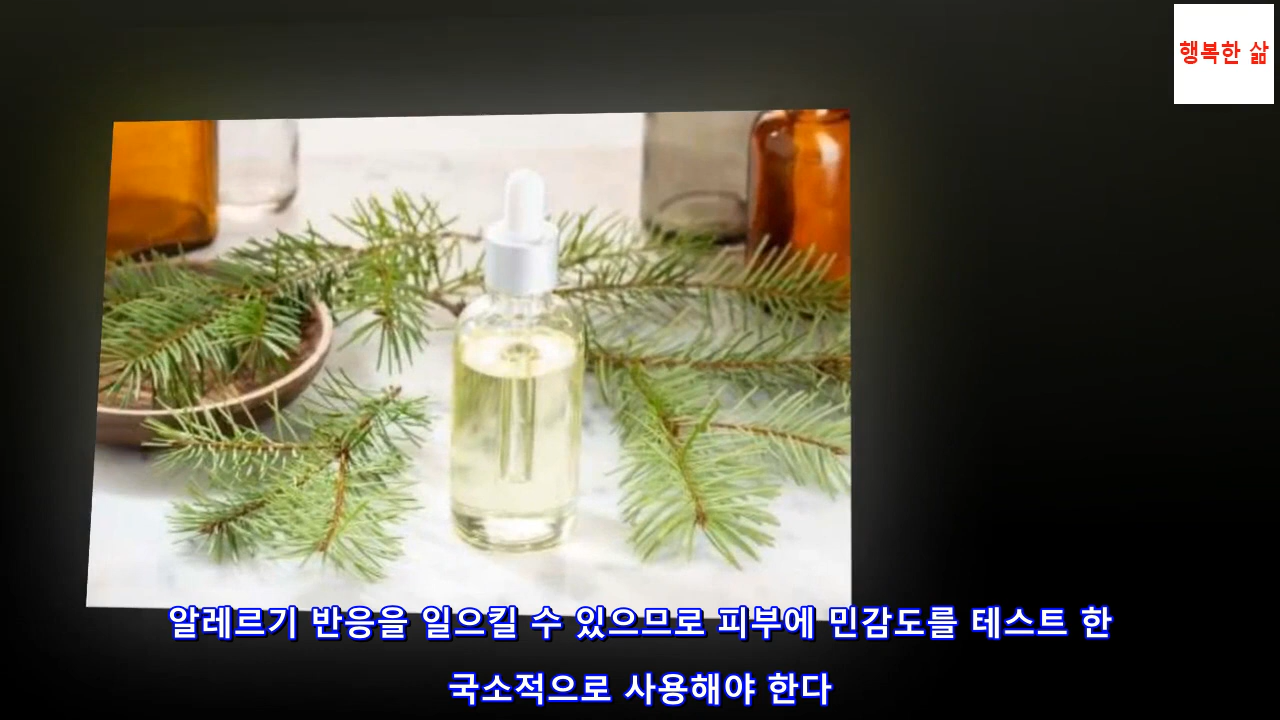 행복한 삶
알레르기 반응을 일으킬 수 있으므로 피부에 민감도를 테스트 한
국소적으로 사용해야 한다